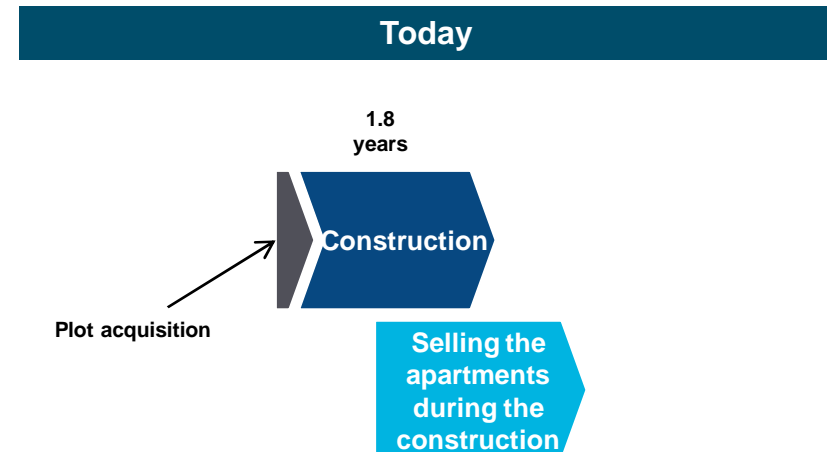 Today
1.8
years
Construction
Plot acquisition
Selling the
apartments
during the
construction